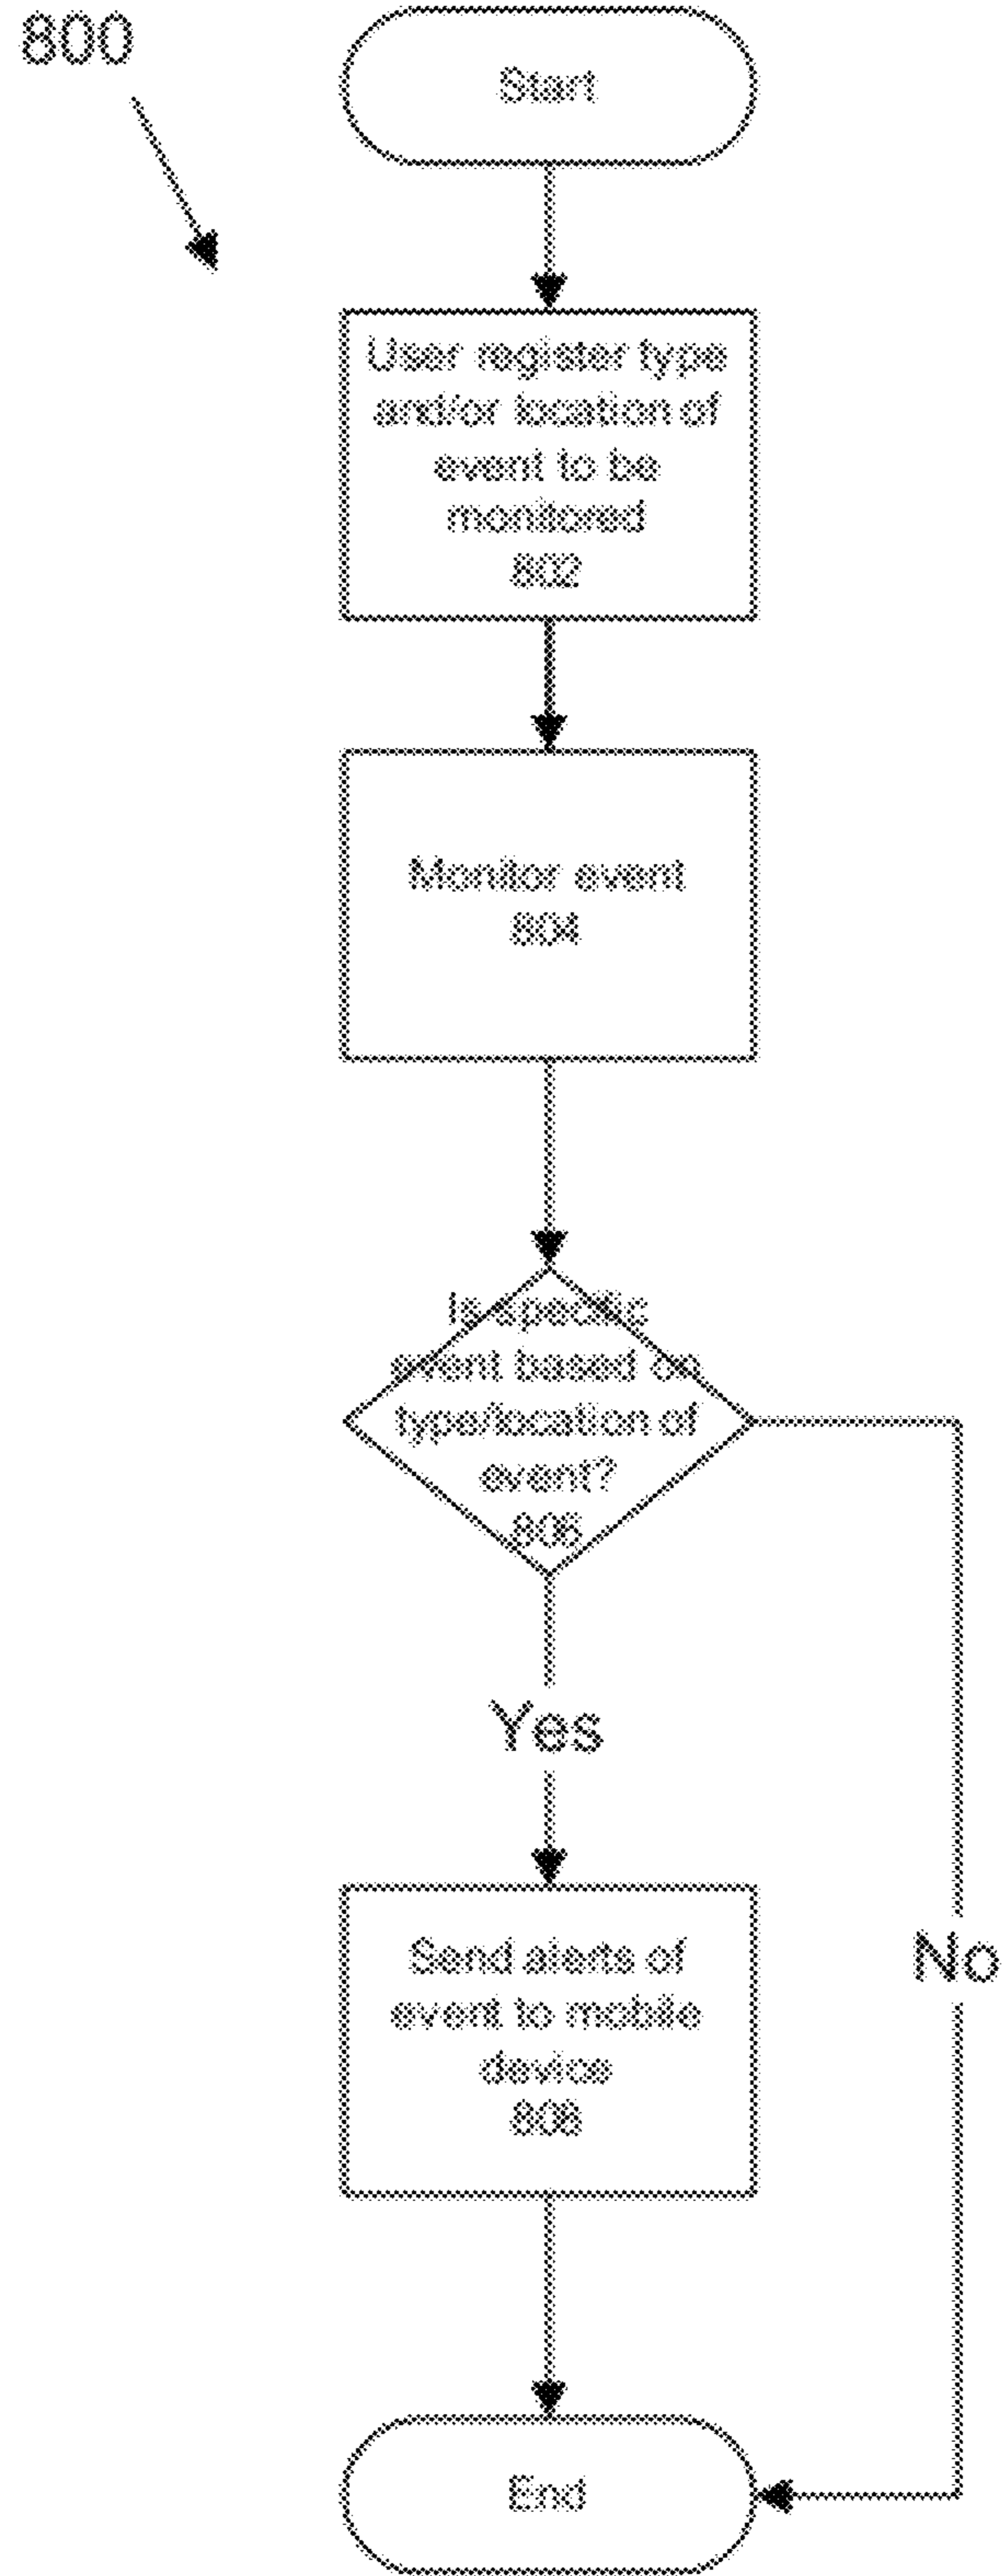 800
Start
User register type
and/or location of
event to be
monitored
802
Monitor event
804
Is specific
event based on
type/location of
event?
806
Yes
Send alerts of
event to mobile
device
808
No
End